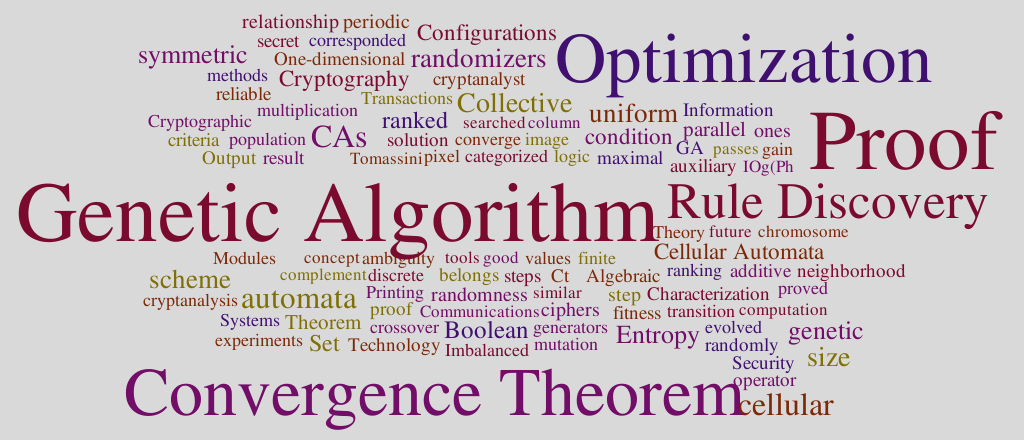 relationship periodic
secret corresponded Configurations
symmetric One-dimensional randomizers Optimization
methods Cryptography cryptanalyst
reliable Transactions Collective
multiplication ranked uniform Information
Cryptographic searched column
criteria population CAs solution converge image condition parallel ones Proof
Output result Tomassini pixel categorized logic maximal GA passes gain
auxiliary IOg(Ph
Genetic Algorithm Rule Discovery
Theory future chromosome
Modules concept ambiguity tools good values finite Cellular Automata
scheme complement discrete belongs steps Ct Algebraic ranking additive neighborhood
cryptanalysis automata Printing randomness similar step Characterization proved
proof Communications ciphers fitness transition computation
Systems Theorem crossover Boolean generators Entropy evolved genetic
experiments Set Technology Imbalanced mutation randomly size
Security
Convergence Theorem operator
cellular